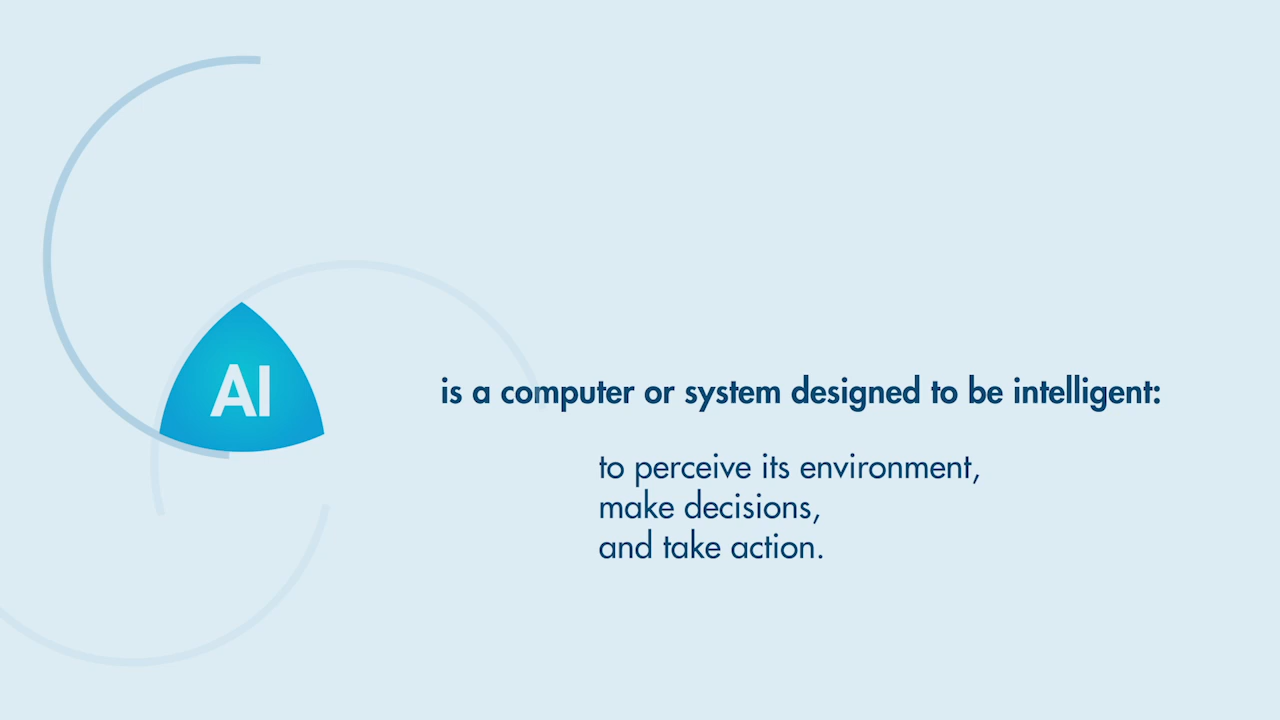 AI
is a computer or system designed to be intelligent:
to perceive its environment,
make decisions,
and take action.